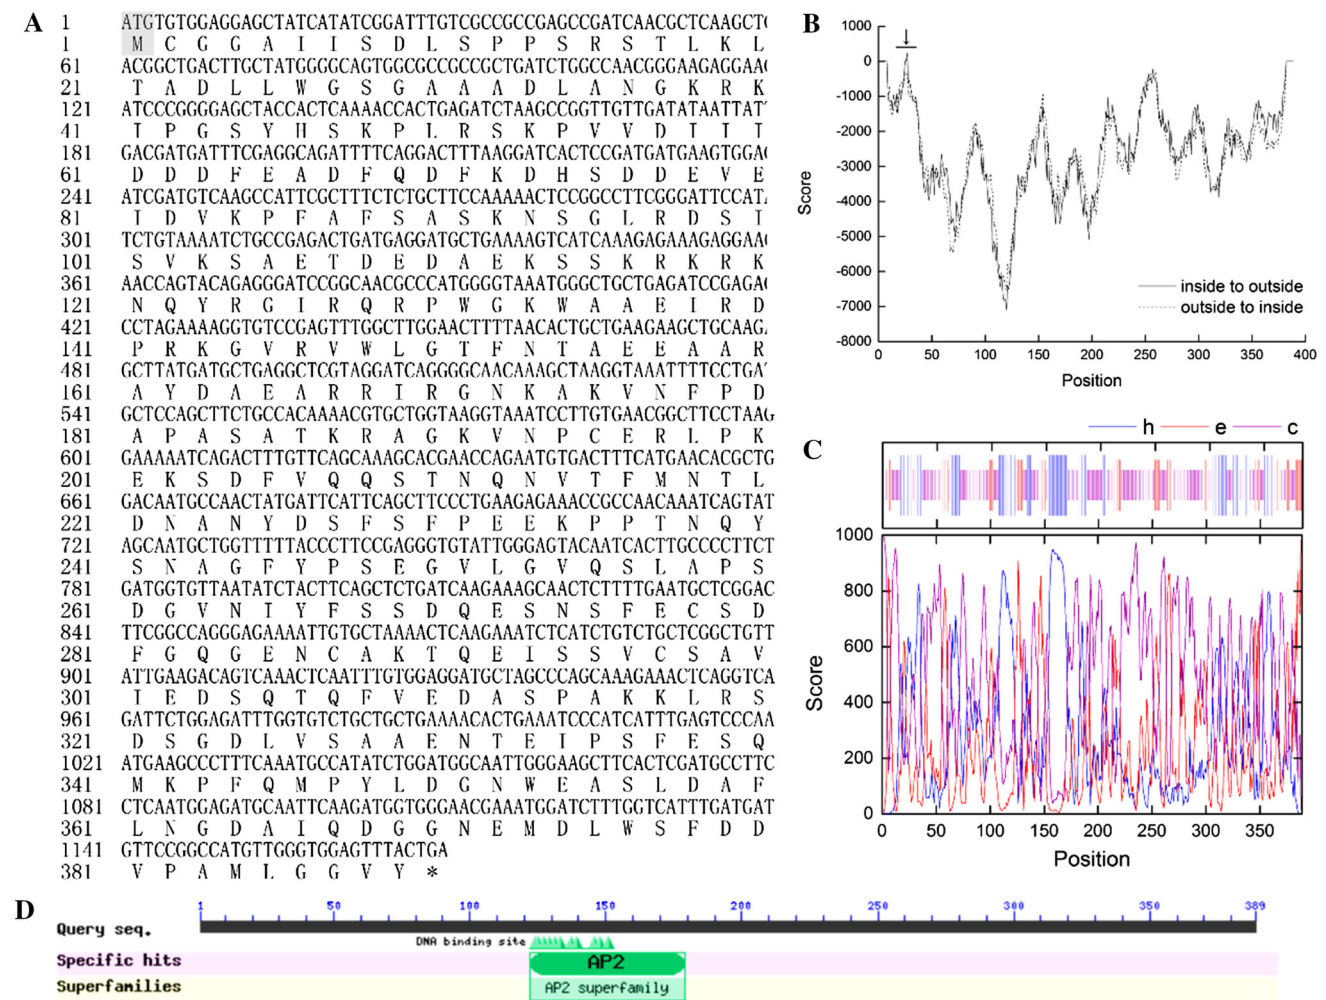 A
1 ATGTGTGGAGGAGCTATCATATCGGATTTGTCGCCGCCGAGCCGATCAACGCTCAAGCT
1 M C G G A I I S D L S P P S R S T L K L
61 ACGGCTGACTTGCTATGGGGCAGTGGCGCCGCCGCTGATCTGGCCAACGGGAAGAGGAA
21 T A D L L W G S G A A A D L A N G K R K
121 ATCCCGGGGAGCTACCACTCAAAACCACTGAGATCTAAGCCGGTTGTTGATATAATTAT
41 I P G S Y H S K P L R S K P V V D I I I
181 GACGATGATTTCGAGGCAGATTTTCAGGACTTTAAGGATCACTCCGATGATGAAGTGGA
61 D D D F E A D F Q D F K D H S D D E V E
241 ATCGATGTCAAGCCATTCGCTTTCTCTGCTTCCAAAAACTCCGGCCTTCGGGATTCCAT
81 I D V K P F A F S A S K N S G L R D S I
301 TCTGTAAAATCTGCCGAGACTGATGAGGATGCTGAAAAGTCATCAAAGAGAAAGAGGAA
101 S V K S A E T D E D A E K S S K R K R K
361 AACCAGTACAGAGGGATCCGGCAACGCCCATGGGGTAAATGGGCTGCTGAGATCCGAGA
121 N Q Y R G I R Q R P W G K W A A E I R D
421 CCTAGAAAAGGTGTCCGAGTTTGGCTTGGAACTTTTAACACTGCTGAAGAAGCTGCAAG
141 P R K G V R V W L G T F N T A E E A A R
481 GCTTATGATGCTGAGGCTCGTAGGATCAGGGGCAACAAAGCTAAGGTAAATTTTCCTGA
161 A Y D A E A R R I R G N K A K V N F P D
541 GCTCCAGCTTCTGCCACAAAACGTGCTGGTAAGGTAAATCCTTGTGAACGGCTTCCTAAG
181 A P A S A T K R A G K V N P C E R L P K
601 GAAAAATCAGACTTTGTTCAGCAAAGCACGAACCAGAATGTGACTTTCATGAACACGCTG
201 E K S D F V Q Q S T N Q N V T F M N T L
661 GACAATGCCAACTATGATTCATTCAGCTTCCCTGAAGAGAAACCGCCAACAAATCAGTAT
221 D N A N Y D S F S F P E E K P P T N Q Y
721 AGCAATGCTGGTTTTTACCCTTCCGAGGGTGTATTGGGAGTACAATCACTTGCCCCTTCT
241 S N A G F Y P S E G V L G V Q S L A P S
781 GATGGTGTTAATATCTACTTCAGCTCTGATCAAGAAAGCAACTCTTTTGAATGCTCGGAC
261 D G V N I Y F S S D Q E S N S F E C S D
841 TTCGGCCAGGGAGAAAATTGTGCTAAAACTCAAGAAATCTCATCTGTCTGCTCGGCTGTT
281 F G Q G E N C A K T Q E I S S V C S A V
901 ATTGAAGACAGTCAAACTCAATTTGTGGAGGATGCTAGCCCAGCAAAGAAACTCAGGTCA
301 I E D S Q T Q F V E D A S P A K K L R S
961 GATTCTGGAGATTTGGTGTCTGCTGCTGAAAACACTGAAATCCCATCATTTGAGTCCCAA
321 D S G D L V S A A E N T E I P S F E S Q
1021 ATGAAGCCCTTTCAAATGCCATATCTGGATGGCAATTGGGAAGCTTCACTCGATGCCTTC
341 M K P F Q M P Y L D G N W E A S L D A F
1081 CTCAATGGAGATGCAATTCAAGATGGTGGGAACGAAATGGATCTTTGGTCATTTGATGAT
361 L N G D A I Q D G G N E M D L W S F D D
1141 GTTCCGGCCATGTTGGGTGGAGTTTACTGA
381 V P A M L G G V Y *
B
1000
0
-1000
-2000
-3000
-4000
-5000
-6000
-7000
-8000
Score
inside to outside
outside to inside
0 50 100 150 200 250 300 350 400
Position
C
h e c
1000
800
600
400
200
0
Score
0 50 100 150 200 250 300 350
Position
D
1 50 100 150 200 250 300 350 389
Query seq.
DNA binding site
Specific hits
AP2
Superfamilies
AP2 superfamily